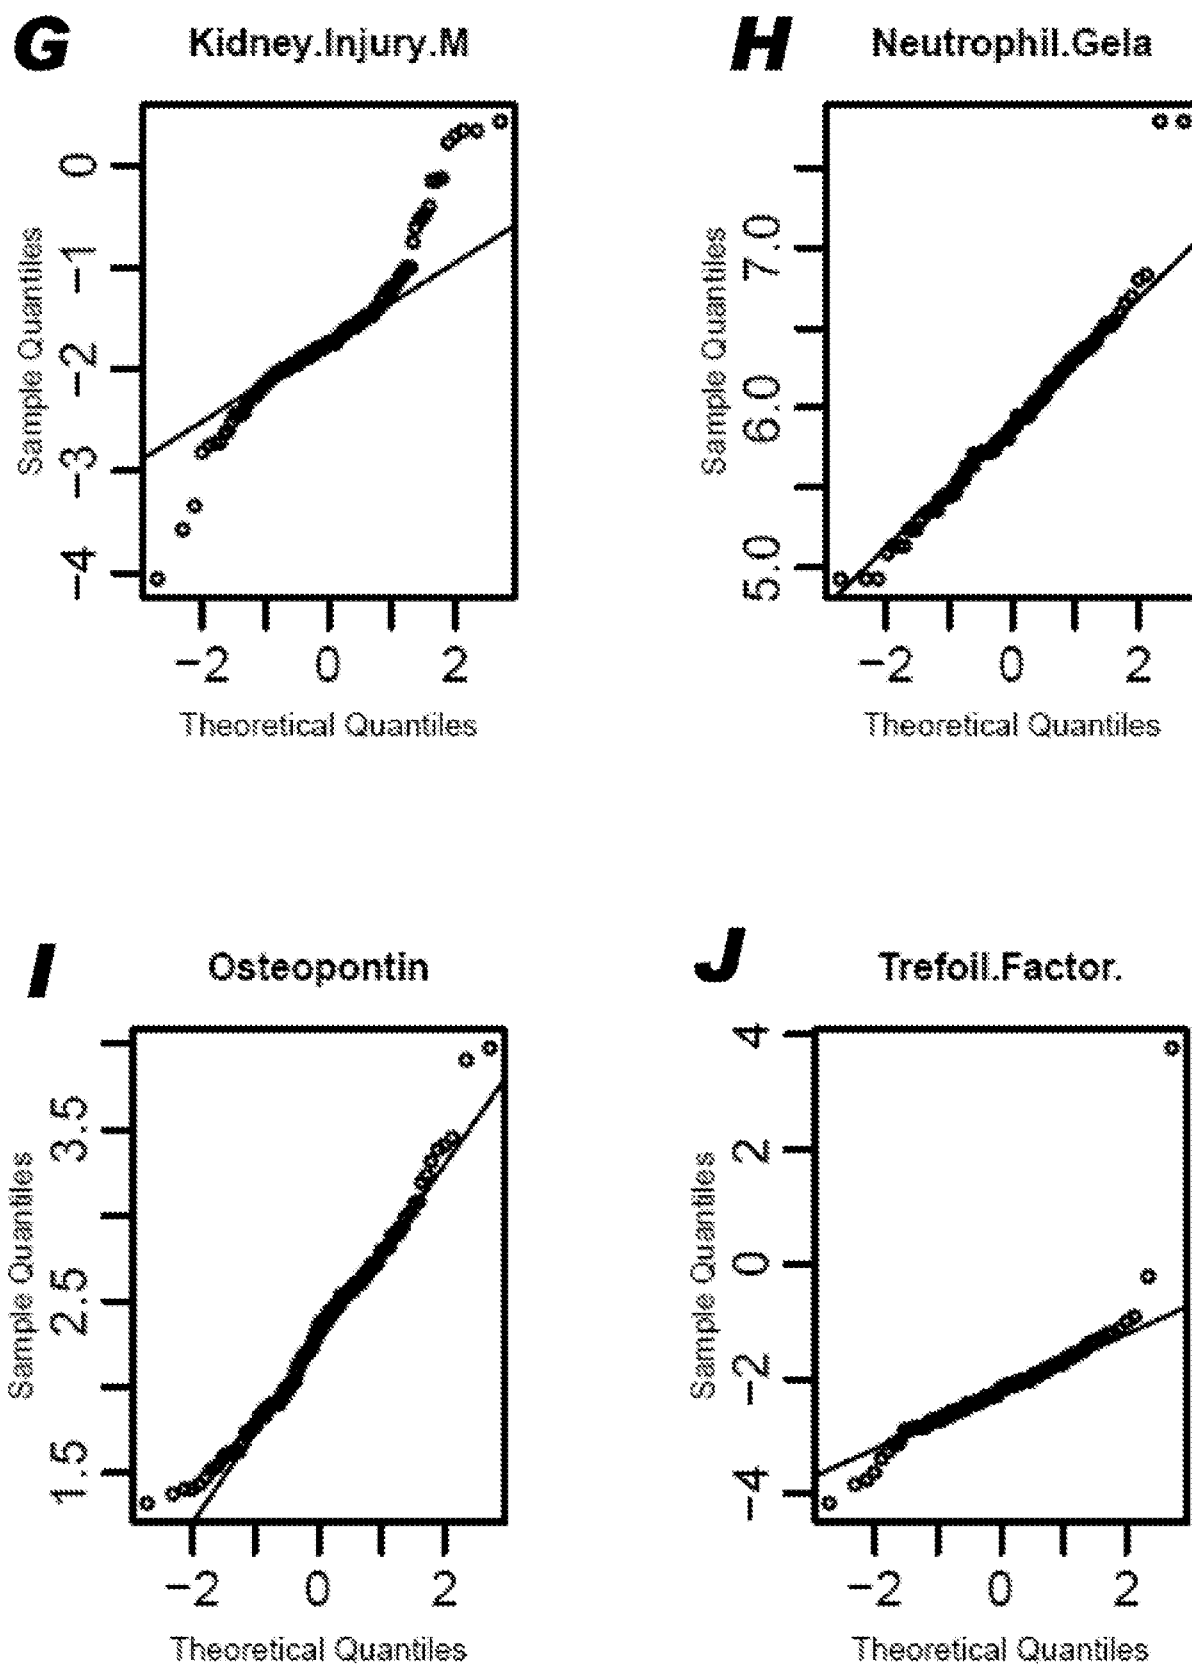 G Kidney.Injury.M
Sample Quantiles
0
−1
−2
−3
−4
−2 0 2
Theoretical Quantiles
H Neutrophil.Gela
Sample Quantiles
7.0
6.0
5.0
−2 0 2
Theoretical Quantiles
I Osteopontin
Sample Quantiles
3.5
2.5
1.5
−2 0 2
Theoretical Quantiles
J Trefoil.Factor.
Sample Quantiles
4
2
0
−2
−4
−2 0 2
Theoretical Quantiles